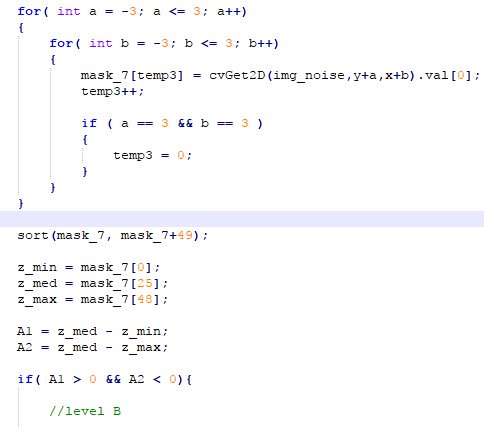 for( int a = -3; a <= 3; a++)
{
for( int b = -3; b <= 3; b++)
{
mask_7[temp3] = cvGet2D(img_noise,y+a,x+b).val[0];
temp3++;
if ( a == 3 && b == 3 )
{
temp3 = 0;
}
}
}
sort(mask_7, mask_7+49);
z_min = mask_7[0];
z_med = mask_7[25];
z_max = mask_7[48];
A1 = z_med - z_min;
A2 = z_med - z_max;
if( A1 > 0 && A2 < 0){
//level B